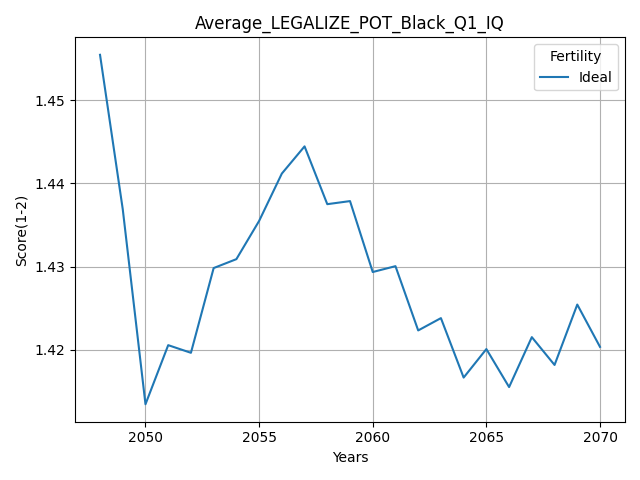 Average_LEGALIZE_POT_Black_Q1_IQ
Fertility
Ideal
Score(1-2)
1.45
1.44
1.43
1.42
2050 2055 2060 2065 2070
Years